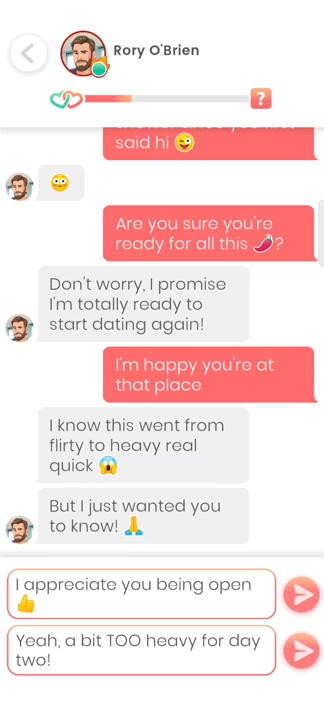 Rory O'Brien
?
said hi 😜
😳
Are you sure you're
ready for all this 🌶️?
Don't worry, I promise
I'm totally ready to
start dating again!
I'm happy you're at
that place
I know this went from
flirty to heavy real
quick 😱
But I just wanted you
to know! 🙏
I appreciate you being open
👍
Yeah, a bit TOO heavy for day
two!